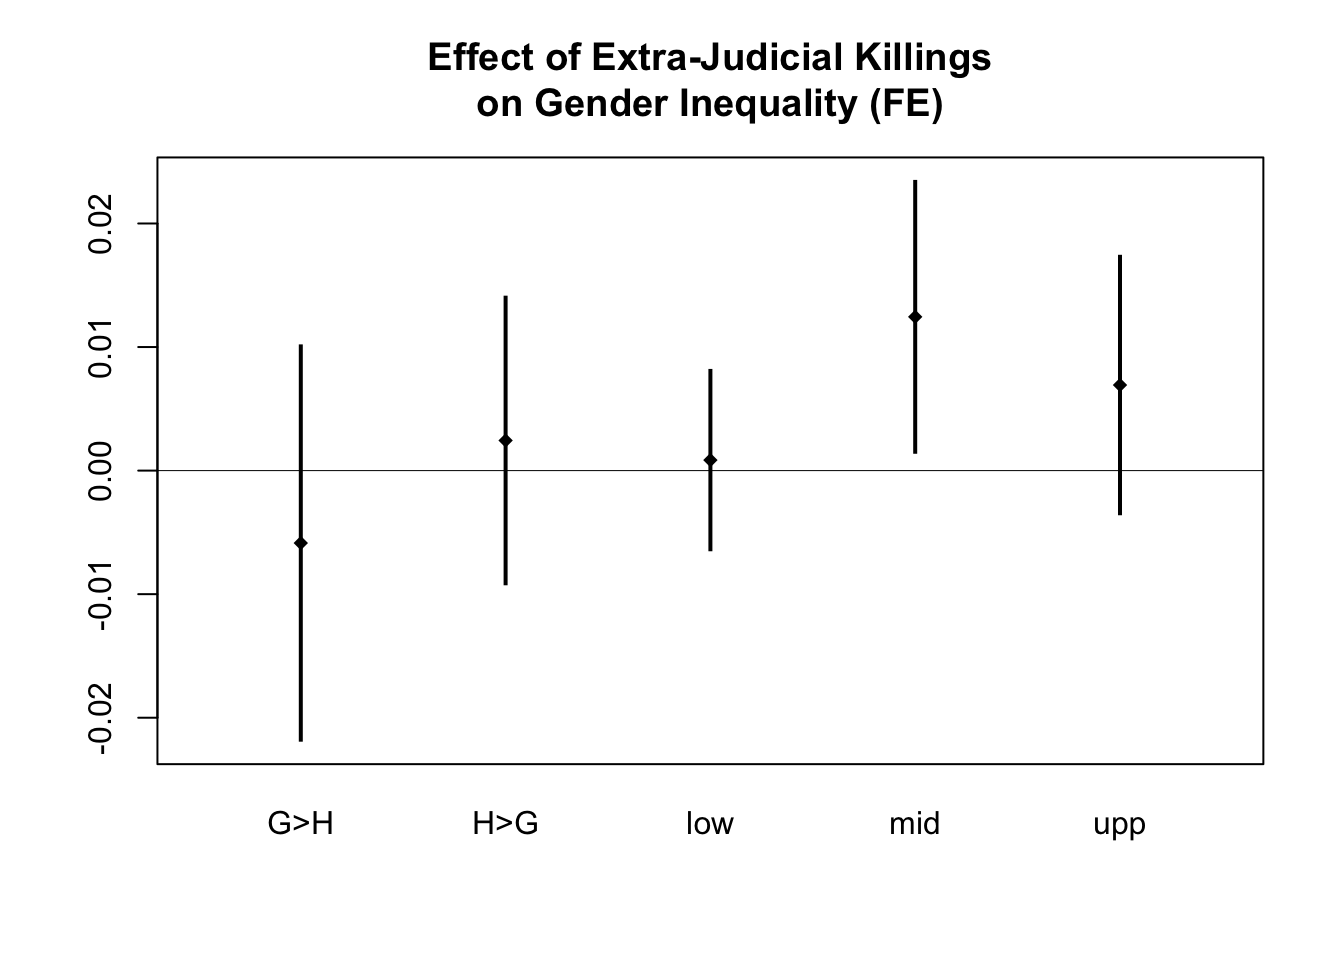 Effect of Extra-Judicial Killings
on Gender Inequality (FE)
0.02
0.01
0.00
-0.01
-0.02
G>H H>G low mid upp